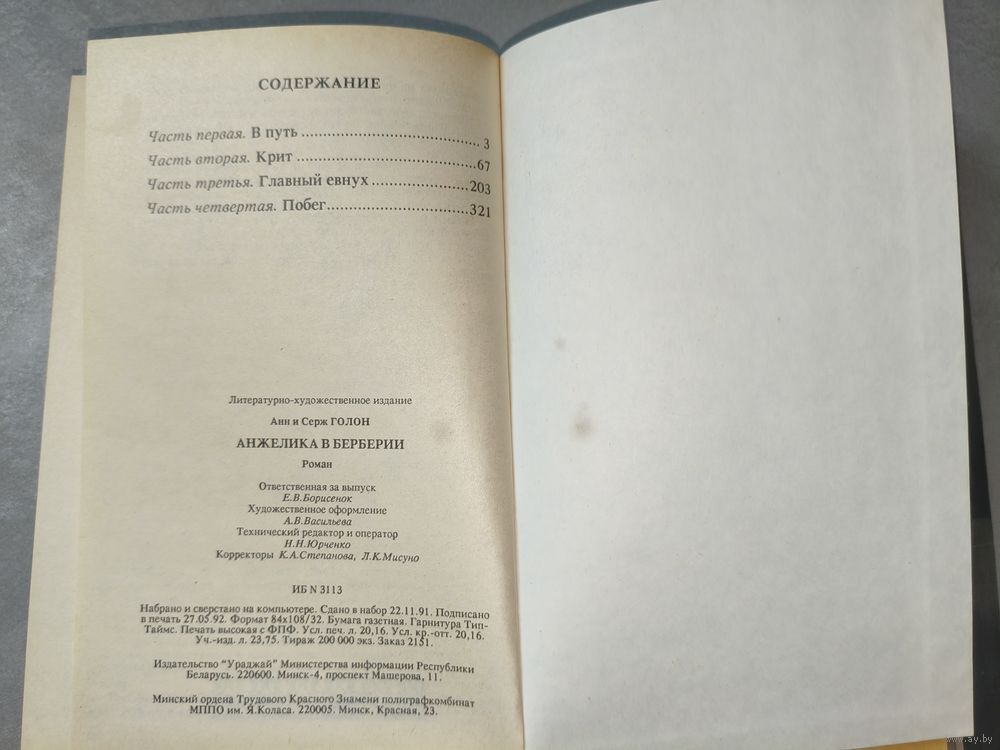 СОДЕРЖАНИЕ
Часть первая. В путь ........................................ 3
Часть вторая. Крит ........................................ 67
Часть третья. Главный евнух ........................ 203
Часть четвертая. Побег ................................ 321
Литературно-художественное издание
Анн и Серж ГОЛОН
АНЖЕЛИКА В БЕРБЕРИИ
Роман
Ответственная за выпуск
Е.В.Борисенок
Художественное оформление
А.В.Васильева
Технический редактор и оператор
Н.Н.Юрченко
Корректоры К.А.Степанова, Л.К.Мисуно
ИБ N 3113
Набрано и сверстано на компьютере. Сдано в набор 22.11.91. Подписано
в печать 27.05.92. Формат 84х108/32. Бумага газетная. Гарнитура Тип-
Таймс. Печать высокая с ФПФ. Усл. печ. л. 20,16. Усл. кр.-отт. 20,16.
Уч.-изд. л. 23,75. Тираж 200 000 экз. Заказ 2151.
Издательство "Ураджай" Министерства информации Республики
Беларусь. 220600. Минск-4, проспект Машерова, 11.
Минский ордена Трудового Красного Знамени полиграфкомбинат
МППО им. Я.Коласа. 220005. Минск, Красная, 23.
www.ay.by